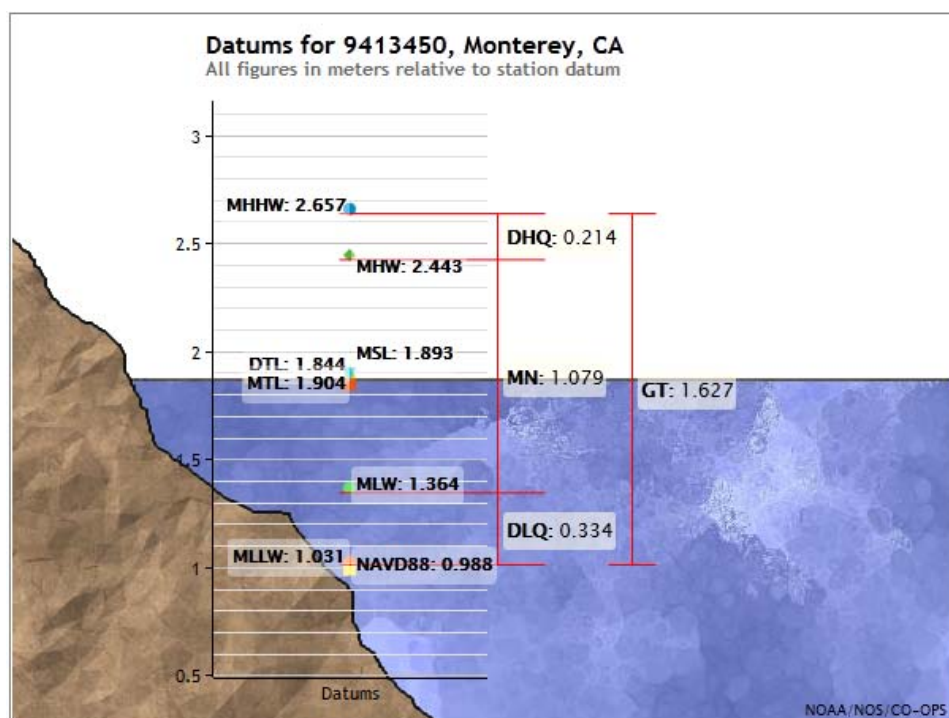 Datums for 9413450, Monterey, CA
All figures in meters relative to station datum
3
MHHW: 2.657
DHQ: 0.214
2.5
MHW: 2.443
2
MSL: 1.893
DTL: 1.844
MTL: 1.904
MN: 1.079
GT: 1.627
1.5
MLW: 1.364
DLQ: 0.334
MLLW: 1.031
1
NAVD88: 0.988
0.5
Datums
NOAA/NOS/CO-OPS